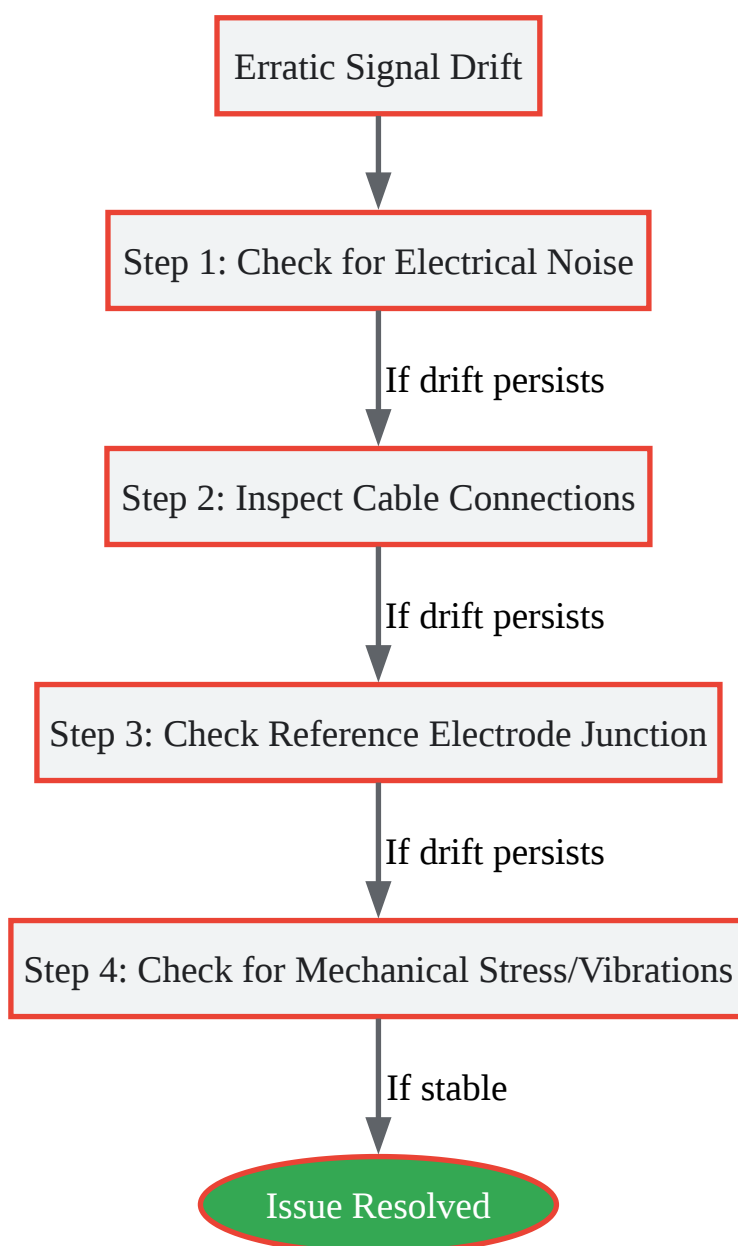 Erratic Signal Drift
Step 1: Check for Electrical Noise
If drift persists
Step 2: Inspect Cable Connections
If drift persists
Step 3: Check Reference Electrode Junction
If drift persists
Step 4: Check for Mechanical Stress/Vibrations
If stable
Issue Resolved